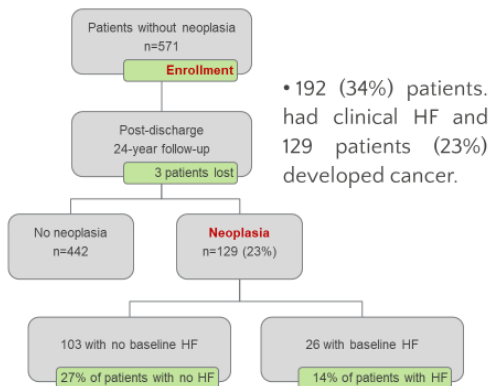 Patients without neoplasia
n=571
Enrollment
• 192 (34%) patients.
had clinical HF and
129 patients (23%)
developed cancer.
Post-discharge
24-year follow-up
3 patients lost
No neoplasia
n=442
Neoplasia
n=129 (23%)
103 with no baseline HF
27% of patients with no HF
26 with baseline HF
14% of patients with HF